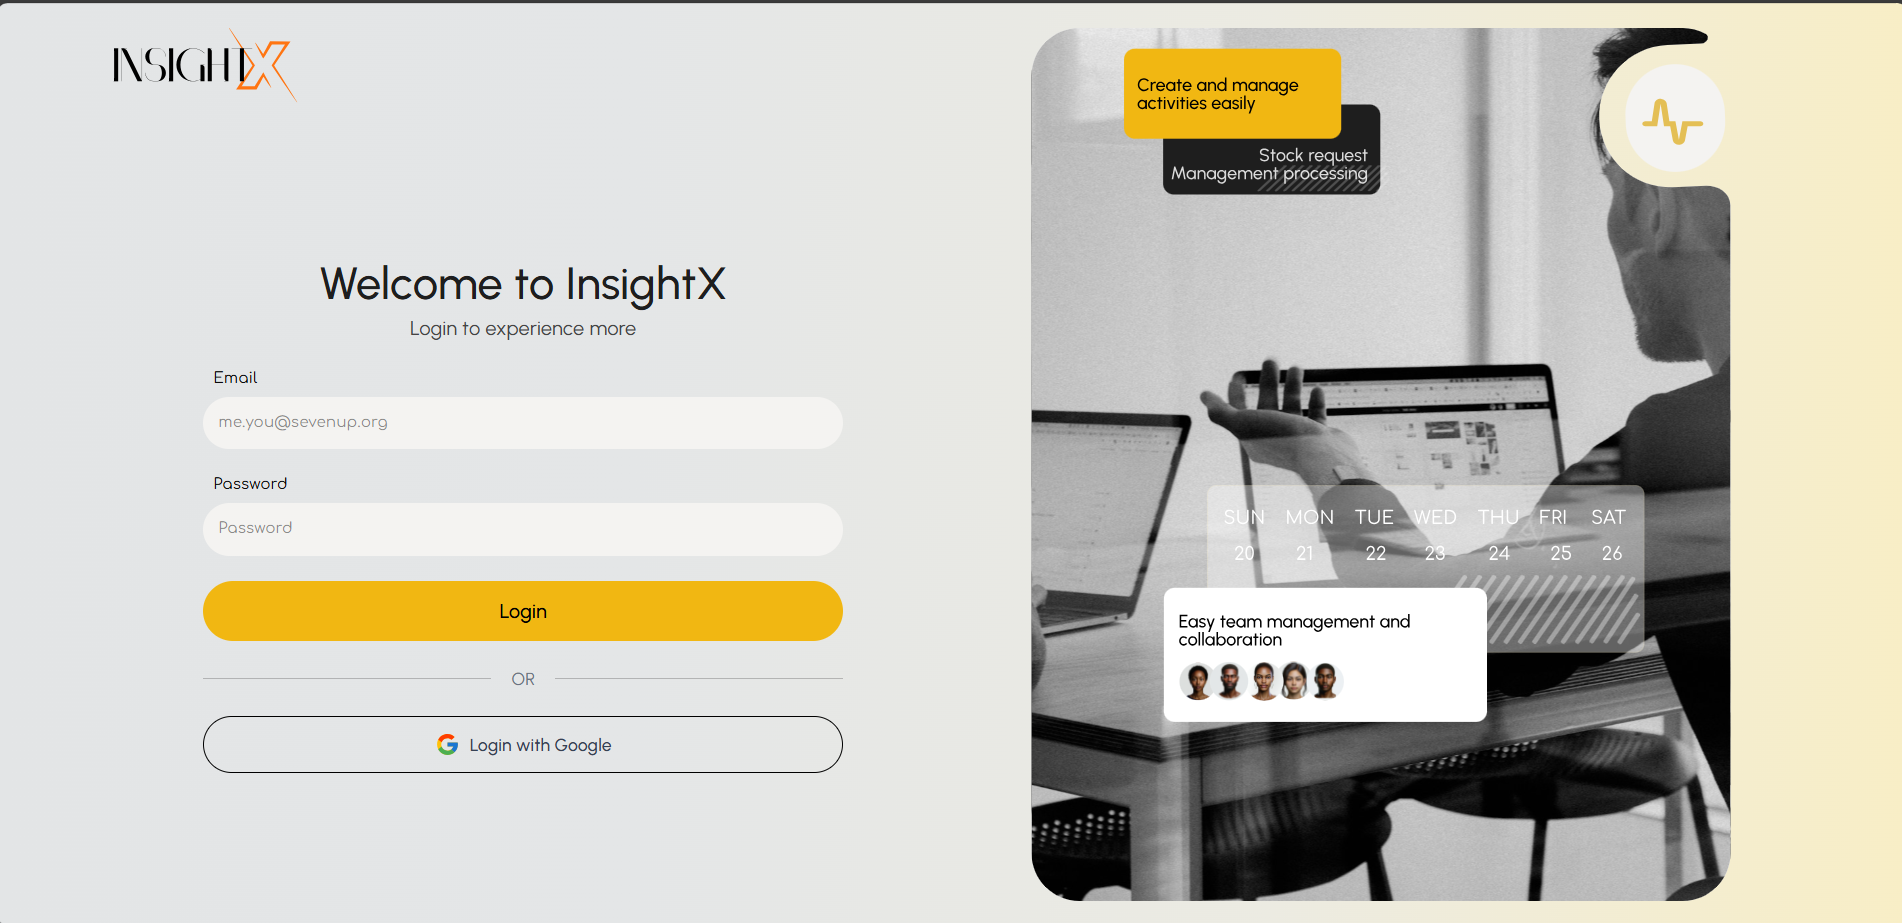 INSIGHTX
Welcome to InsightX
Login to experience more
Email
me.you@sevenup.org
Password
Password
Login
OR
Login with Google
Create and manage
activities easily
Stock request
Management processing
SUN MON TUE WED THU FRI SAT
20 21 22 23 24 25 26
Easy team management and
collaboration